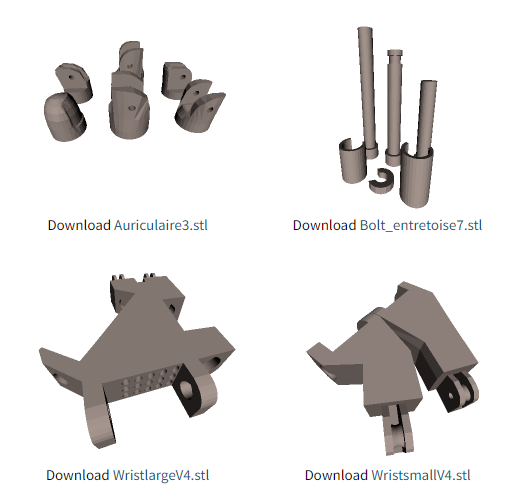 Download Auriculaire3.stl
Download Bolt_entretoise7.stl
Download WristlargeV4.stl
Download WristsmallV4.stl